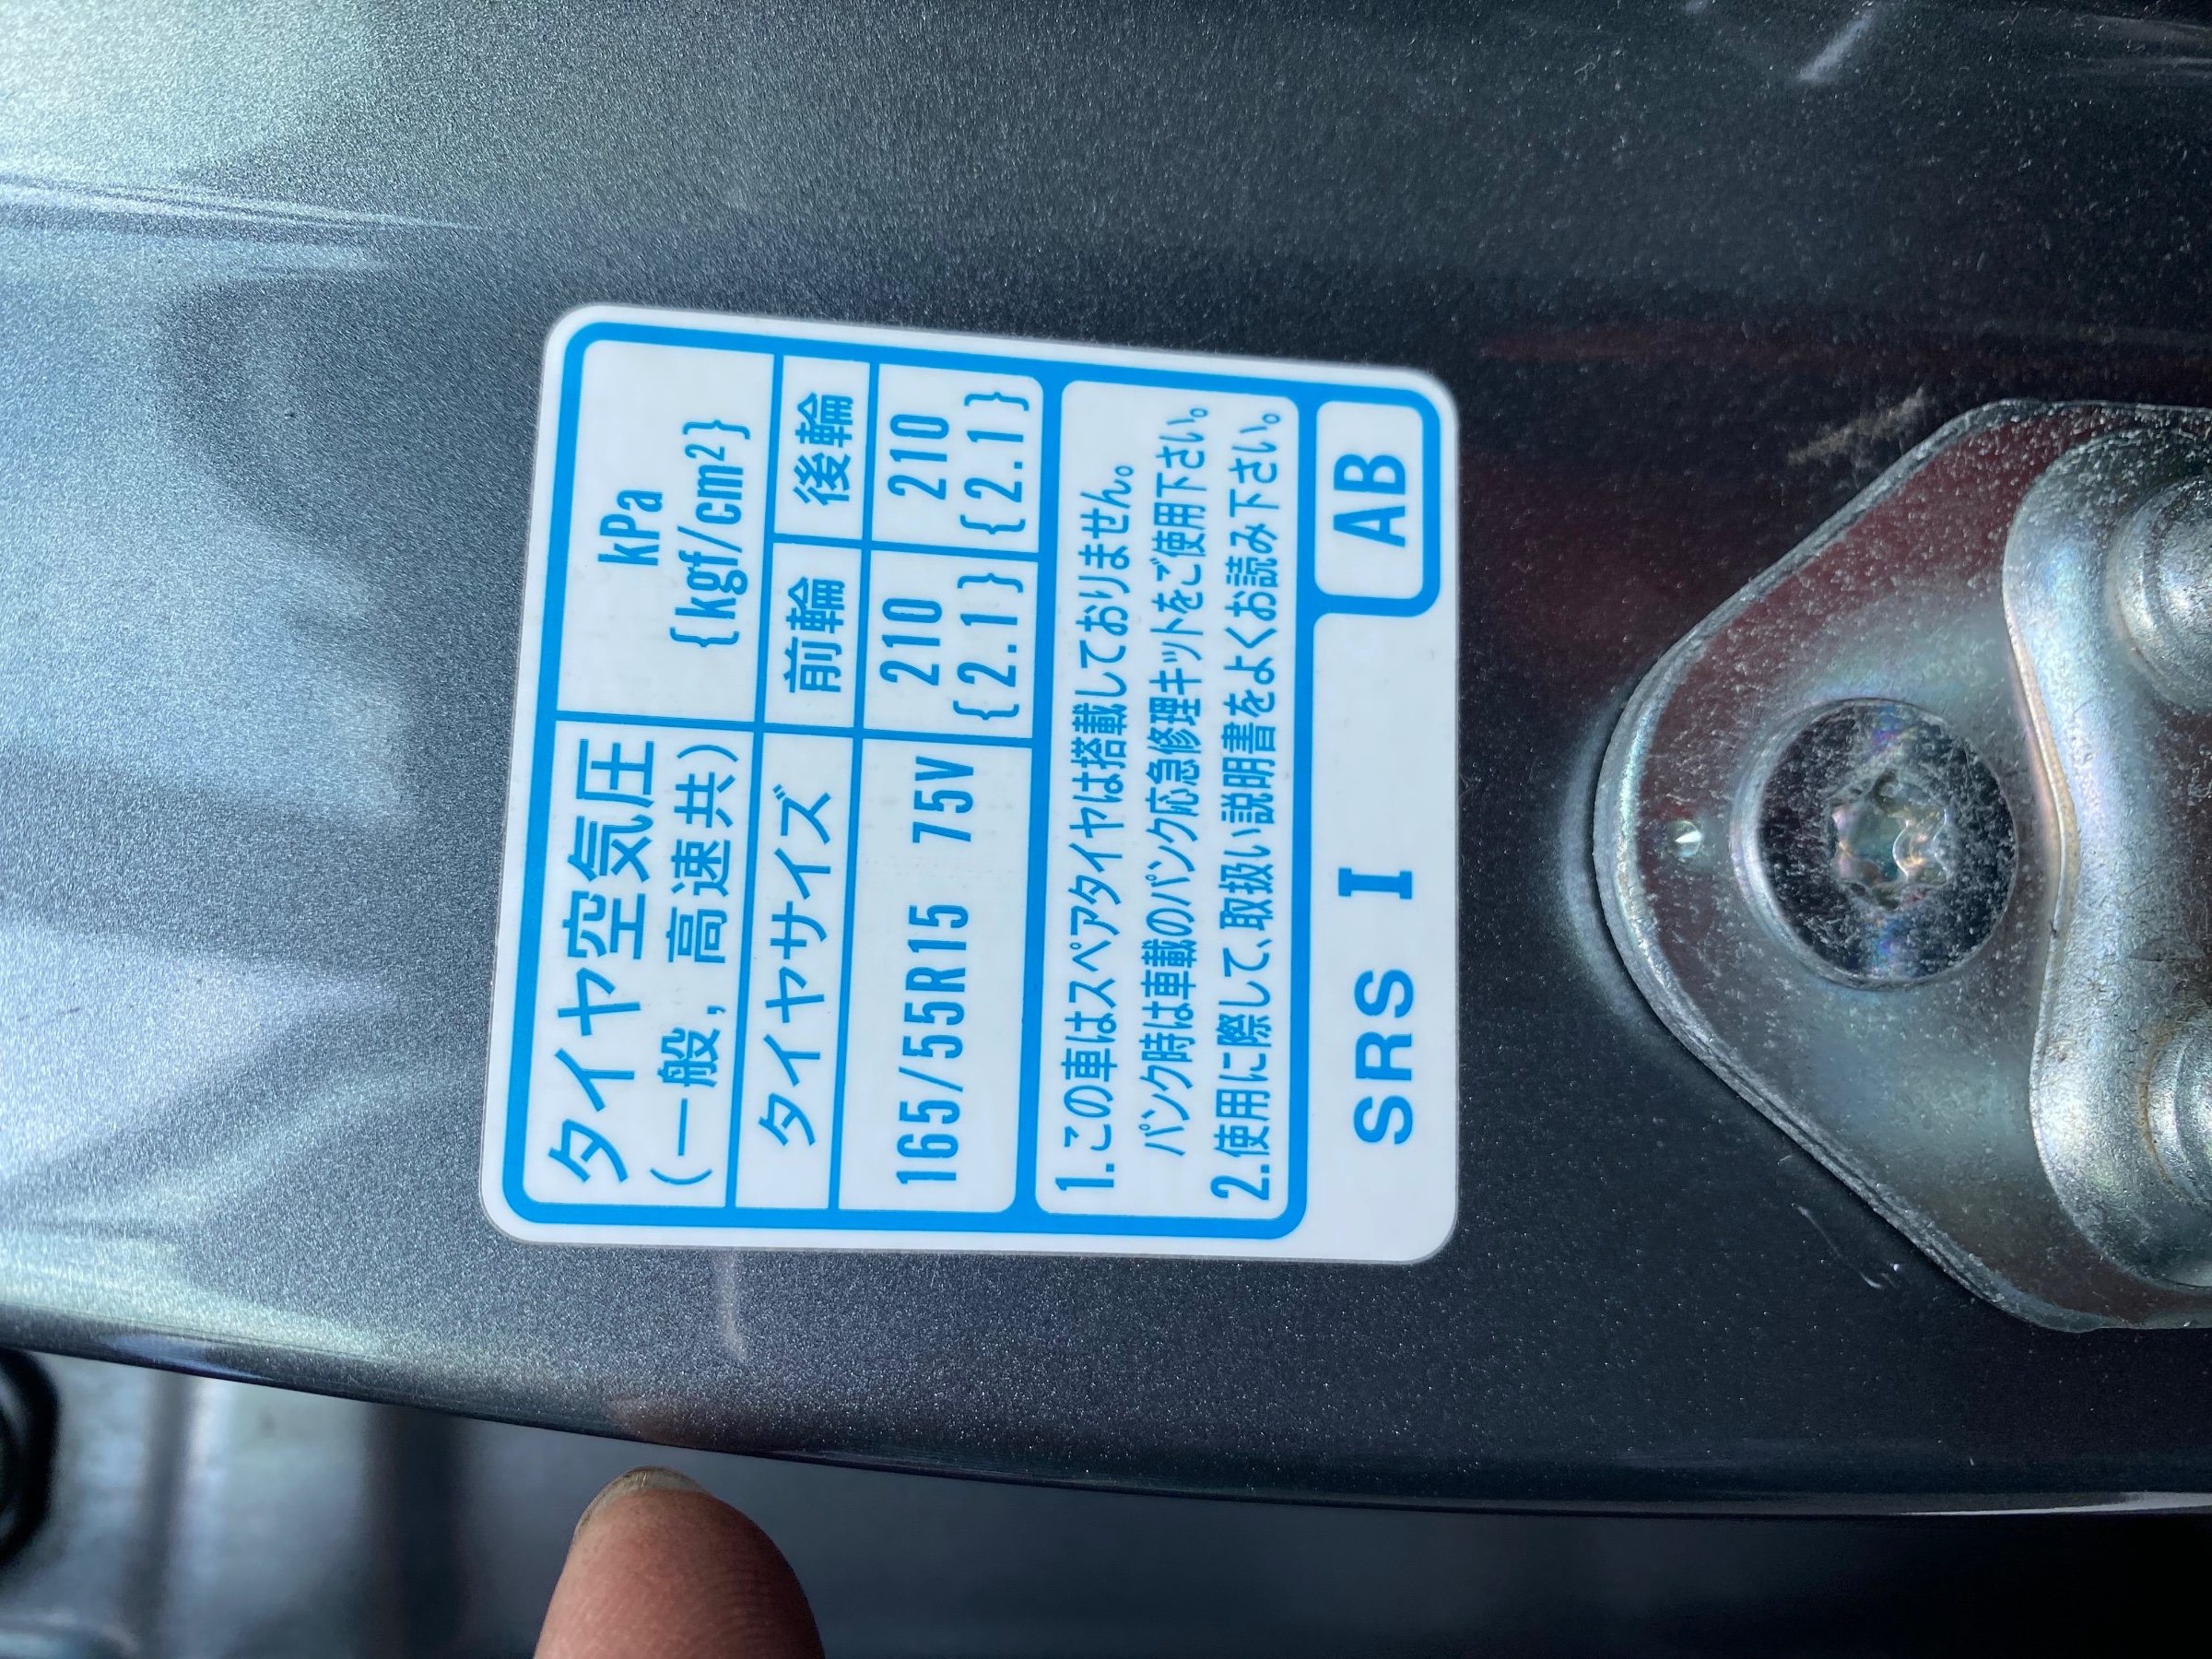 タイヤ空気圧
(一般, 高速共)
kPa
{kgf/cm²}
タイヤサイズ 前輪 後輪
165/55R15 75V 210 210
{2.1} {2.1}
1.この車はスペアタイヤは搭載しておりません。
パンク時は車載のパンク応急修理キットをご使用下さい。
2.使用に際して、取扱い説明書をよくお読み下さい。
SRS I AB